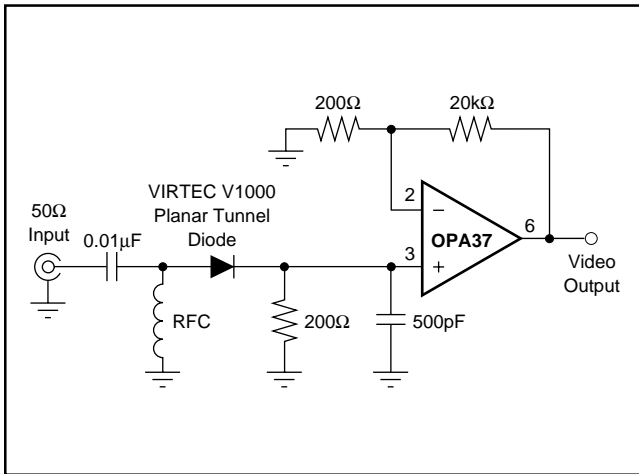 200Ω
20kΩ
VIRTEC V1000
Planar Tunnel
Diode
50Ω
Input
0.01µF
2
–
OPA37
6
3
+
Video
Output
RFC
200Ω
500pF